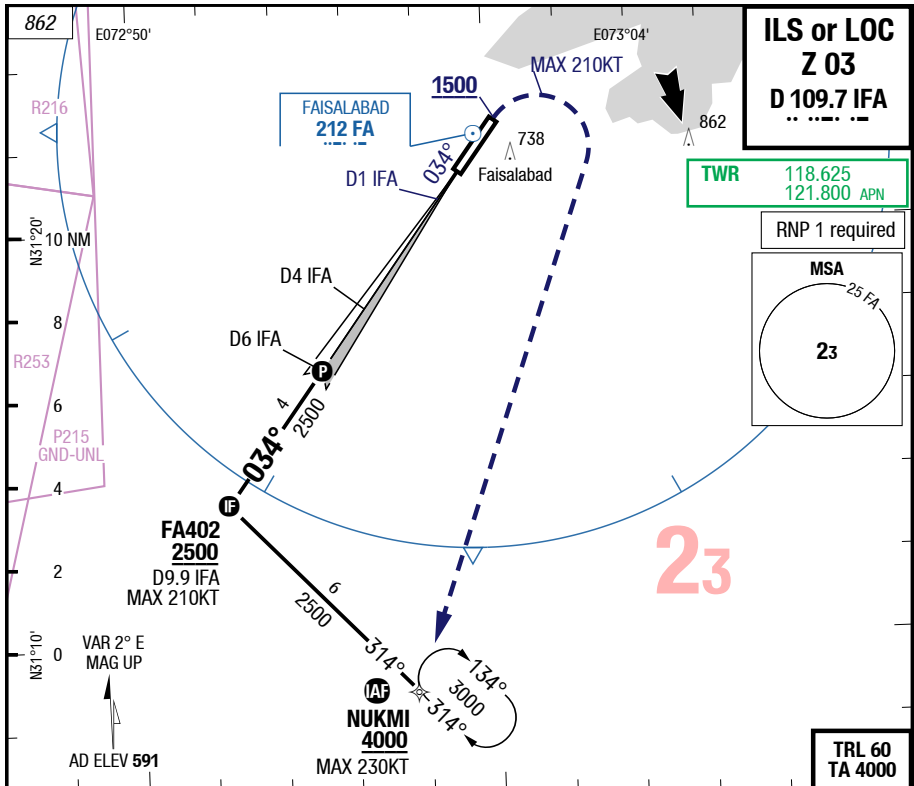 862
E072°50'
E073°04'
ILS or LOC
Z 03
D 109.7 IFA
MAX 210KT
1500
FAISALABAD
212 FA
R216
862
738
Faisalabad
034°
D1 IFA
TWR 118.625
121.800 APN
RNP 1 required
N31°20'
10 NM
MSA
25 FA
23
D4 IFA
8
D6 IFA
P
R253
6
4
2500
P215
GND-UNL
034°
4
IF
FA402
2500
D9.9 IFA
MAX 210KT
23
2
6
2500
N31°10'
0
VAR 2° E
MAG UP
314°
134°
3000
314°
IAF
NUKMI
4000
MAX 230KT
AD ELEV 591
TRL 60
TA 4000